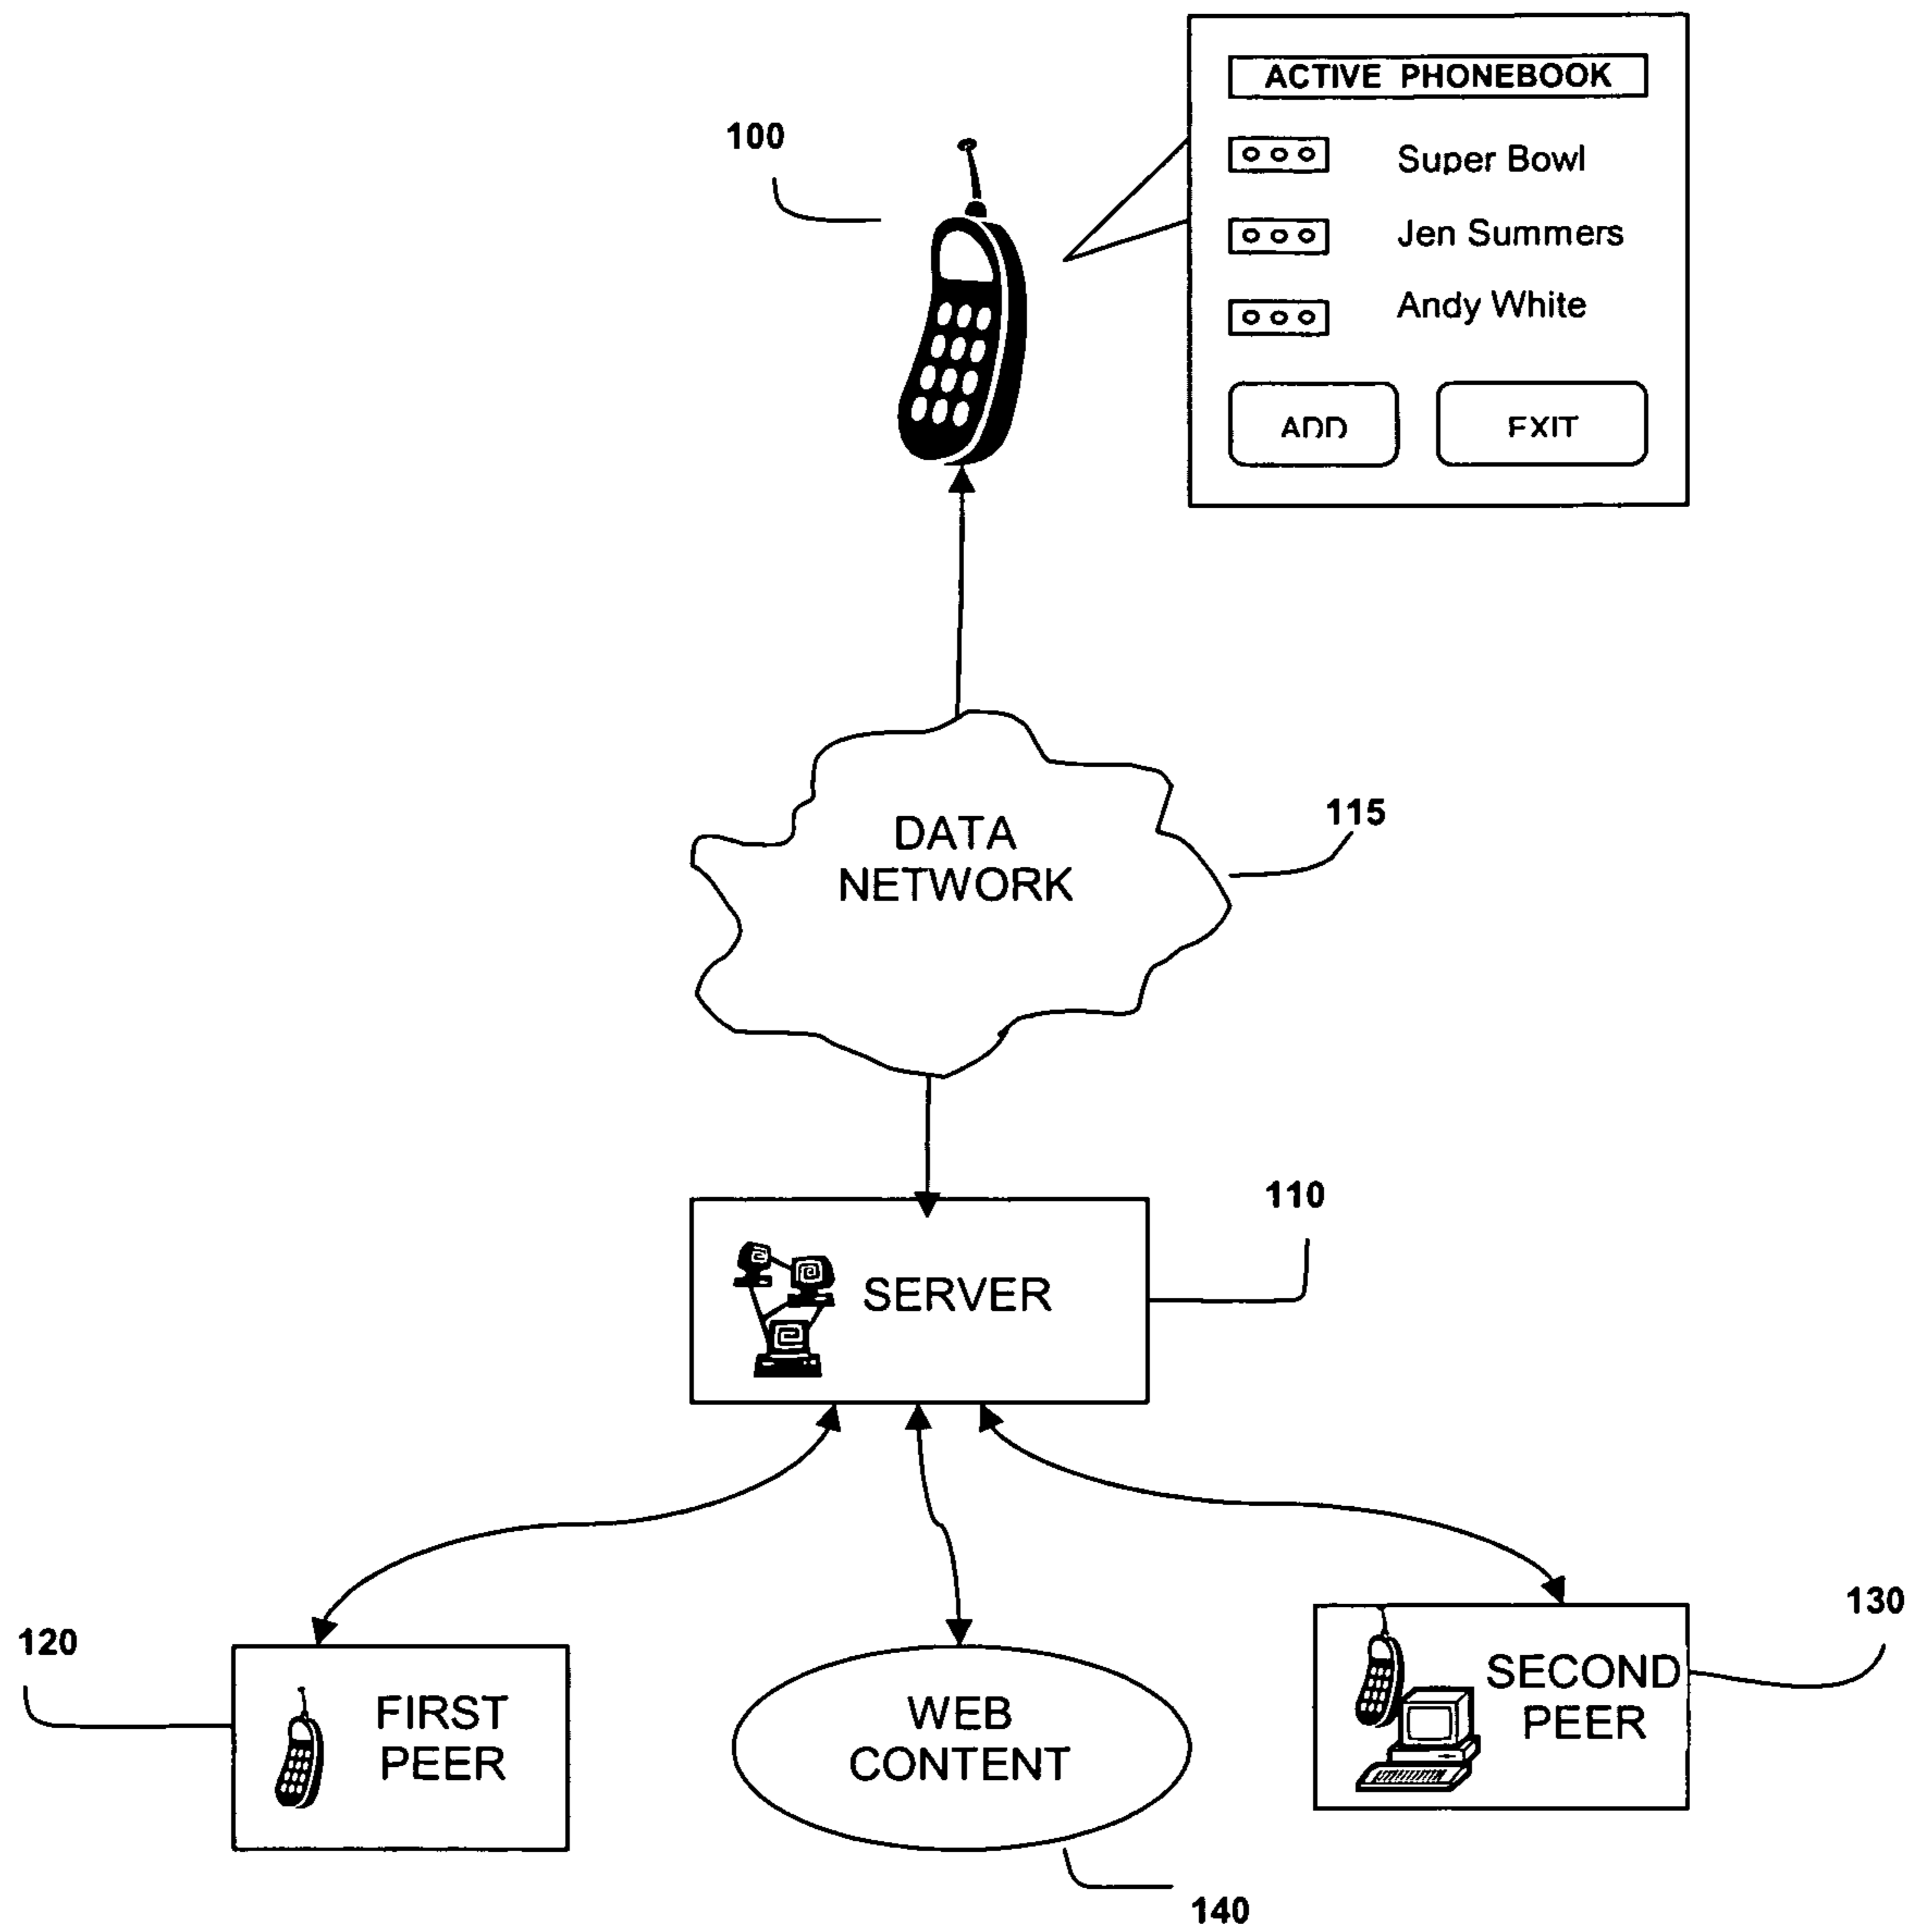 ACTIVE PHONEBOOK
100
Super Bowl
Jen Summers
Andy White
ADD
EXIT
115
DATA
NETWORK
110
SERVER
130
120
SECOND
PEER
FIRST
PEER
WEB
CONTENT
140